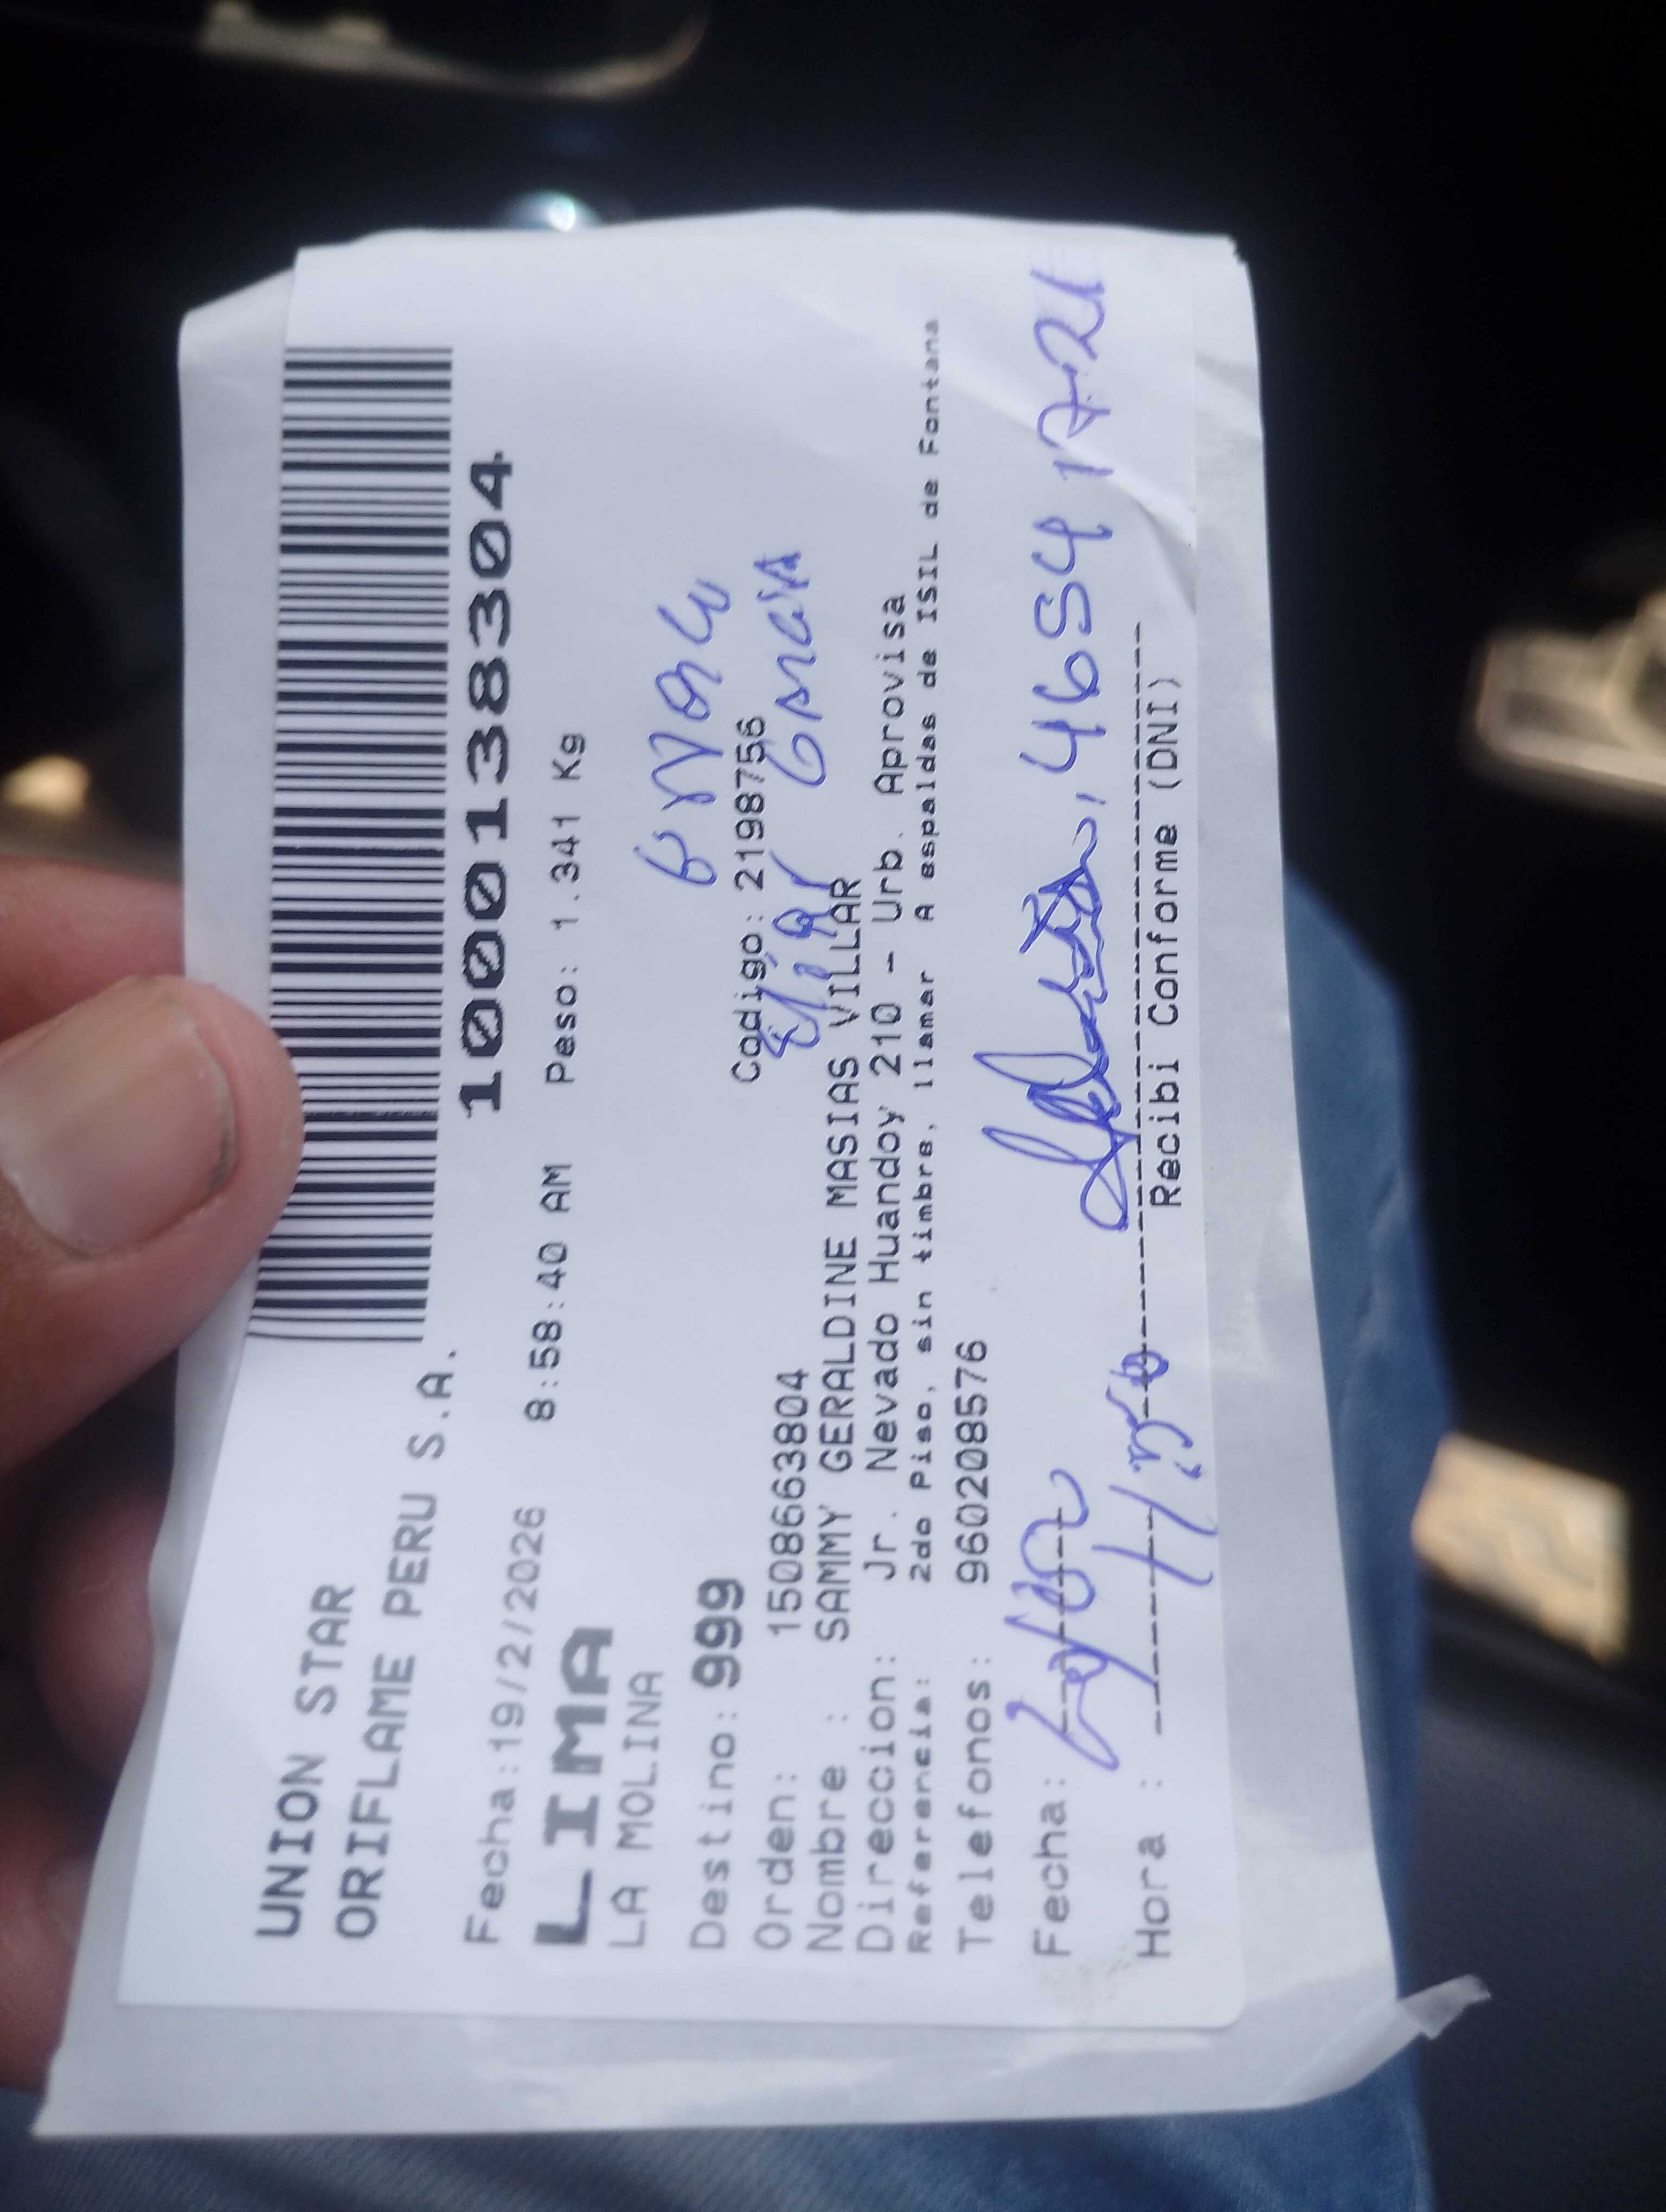 UNION STAR
ORIFLAME PERU S.A.
1000138304
Fecha:19/2/2026 8:58:40 AM Peso: 1.341 Kg
LIMA
LA MOLINA
Destino: 999 Codigo: 2198756
Orden: 1508663804
Nombre : SAMMY GERALDINE MASIAS VILLAR
Direccion: Jr. Nevado Huandoy 210 - Urb. Aprovisa
Referencia: 2do Piso, sin timbre, llamar A espaldas de ISIL de Fontana
Telefonos: 960208576
Fecha:
Hora :
Recibi Conforme (DNI)